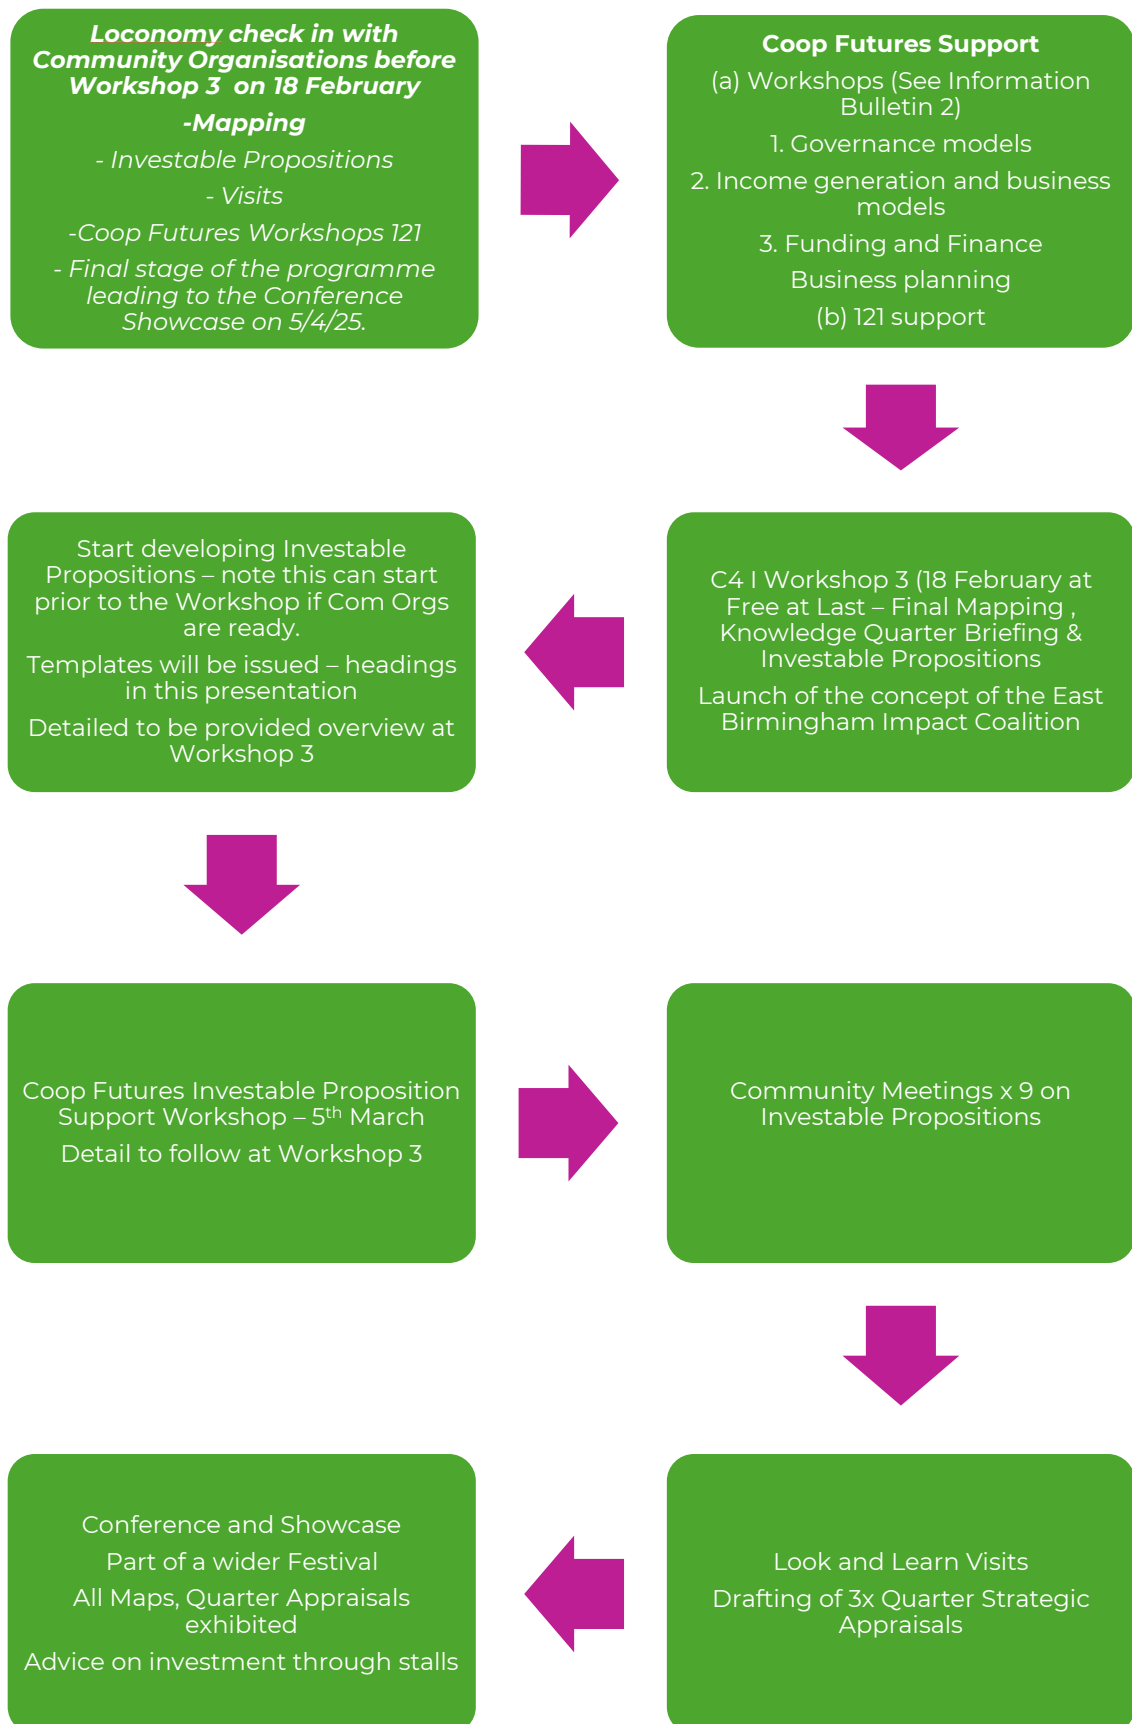 Loconomy check in with
Community Organisations before
Workshop 3 on 18 February
-Mapping
- Investable Propositions
- Visits
-Coop Futures Workshops 121
- Final stage of the programme
leading to the Conference
Showcase on 5/4/25.
Coop Futures Support
(a) Workshops (See Information
Bulletin 2)
1. Governance models
2. Income generation and business
models
3. Funding and Finance
Business planning
(b) 121 support
C4 I Workshop 3 (18 February at
Free at Last – Final Mapping ,
Knowledge Quarter Briefing &
Investable Propositions
Launch of the concept of the East
Birmingham Impact Coalition
Start developing Investable
Propositions – note this can start
prior to the Workshop if Com Orgs
are ready.
Templates will be issued – headings
in this presentation
Detailed to be provided overview at
Workshop 3
Coop Futures Investable Proposition
Support Workshop – 5th March
Detail to follow at Workshop 3
Community Meetings x 9 on
Investable Propositions
Look and Learn Visits
Drafting of 3x Quarter Strategic
Appraisals
Conference and Showcase
Part of a wider Festival
All Maps, Quarter Appraisals
exhibited
Advice on investment through stalls